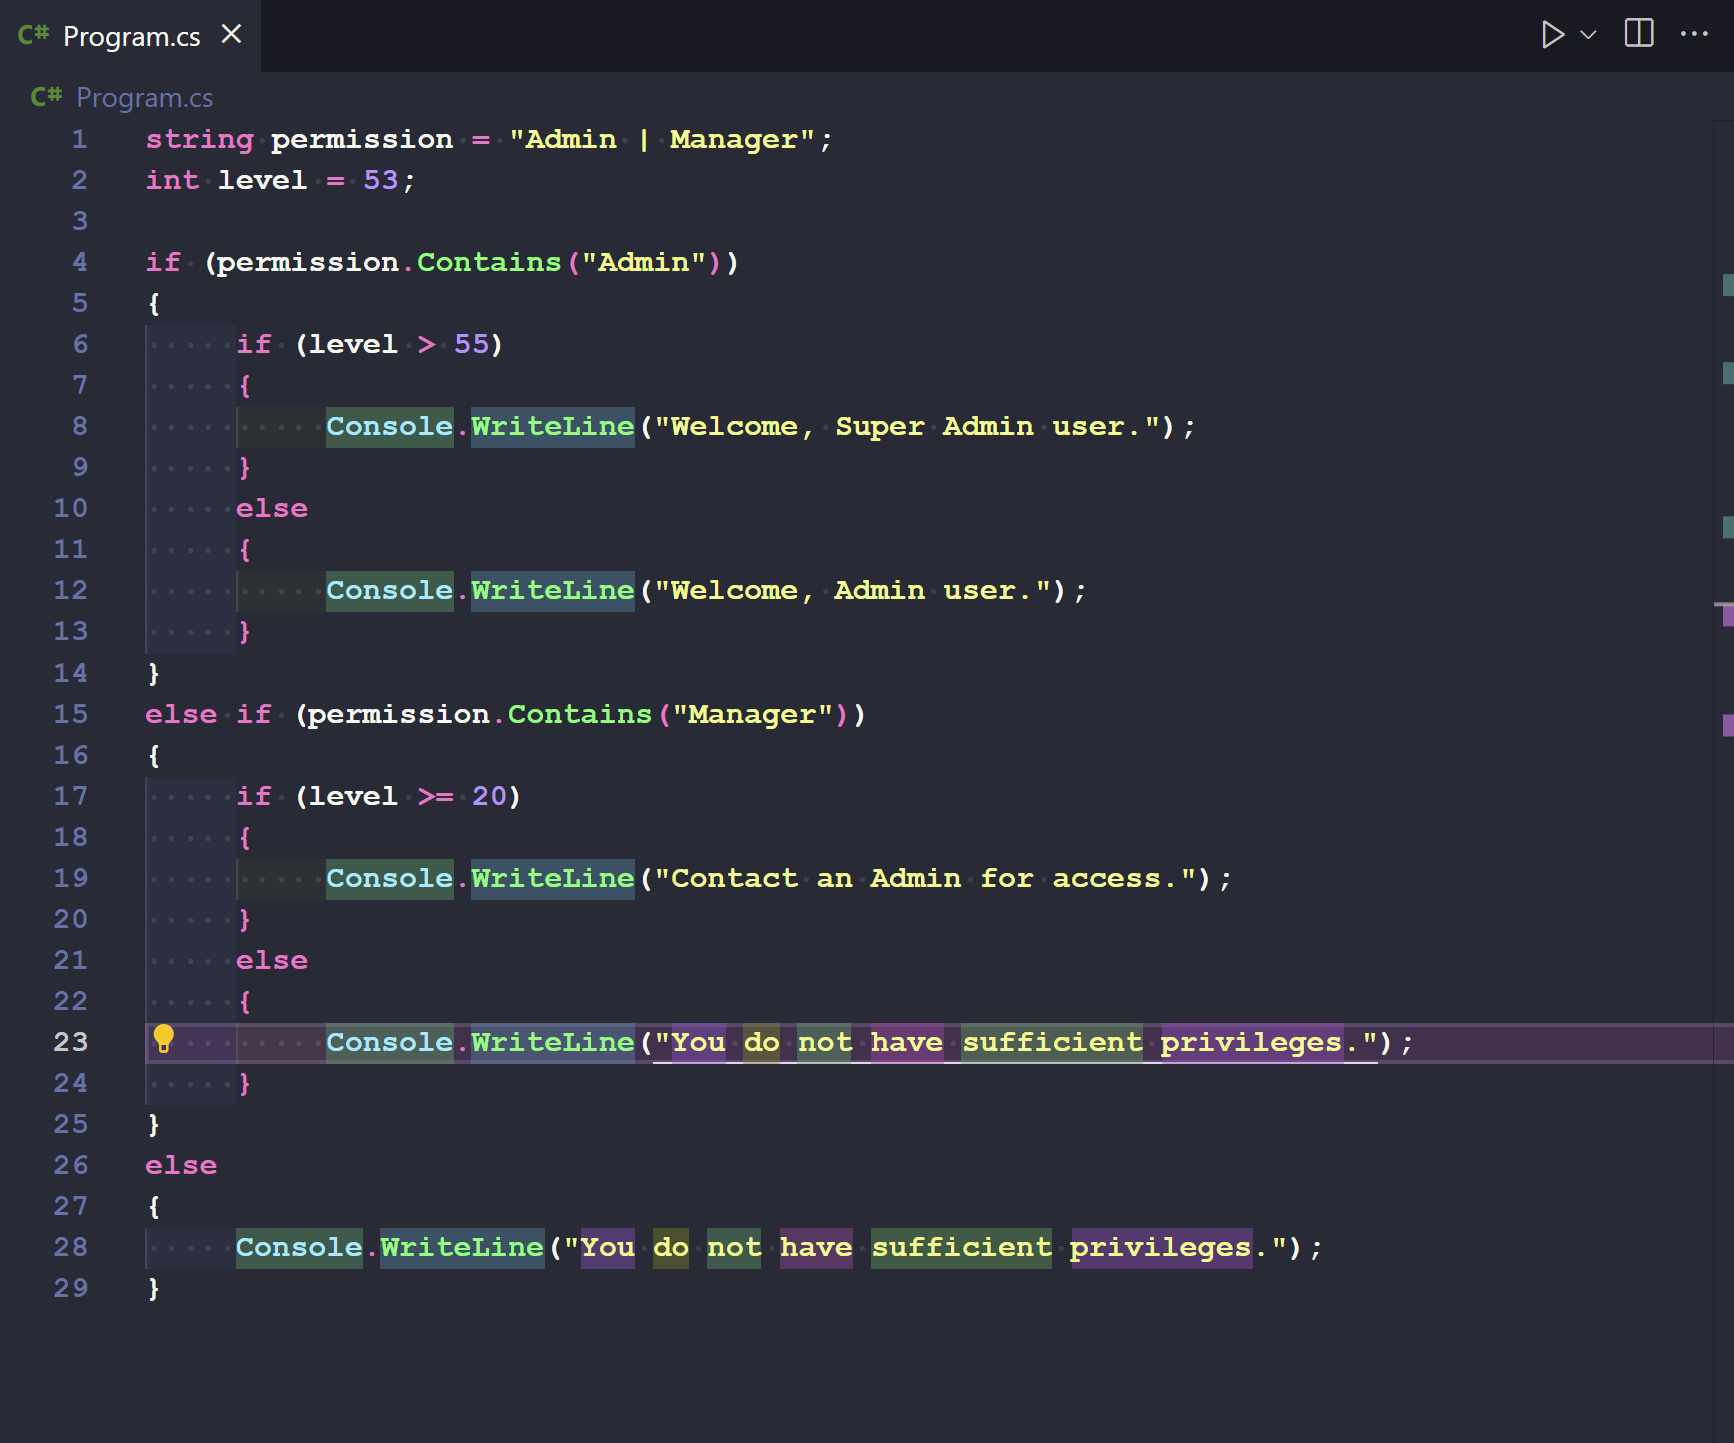 C# Program.cs
C# Program.cs
1 string permission = "Admin | Manager";
2 int level = 53;
3
4 if (permission.Contains("Admin"))
5 {
6     if (level > 55)
7     {
8         Console.WriteLine("Welcome, Super Admin user.");
9     }
10     else
11     {
12         Console.WriteLine("Welcome, Admin user.");
13     }
14 }
15 else if (permission.Contains("Manager"))
16 {
17     if (level >= 20)
18     {
19         Console.WriteLine("Contact an Admin for access.");
20     }
21     else
22     {
23         Console.WriteLine("You do not have sufficient privileges.");
24     }
25 }
26 else
27 {
28     Console.WriteLine("You do not have sufficient privileges.");
29 }